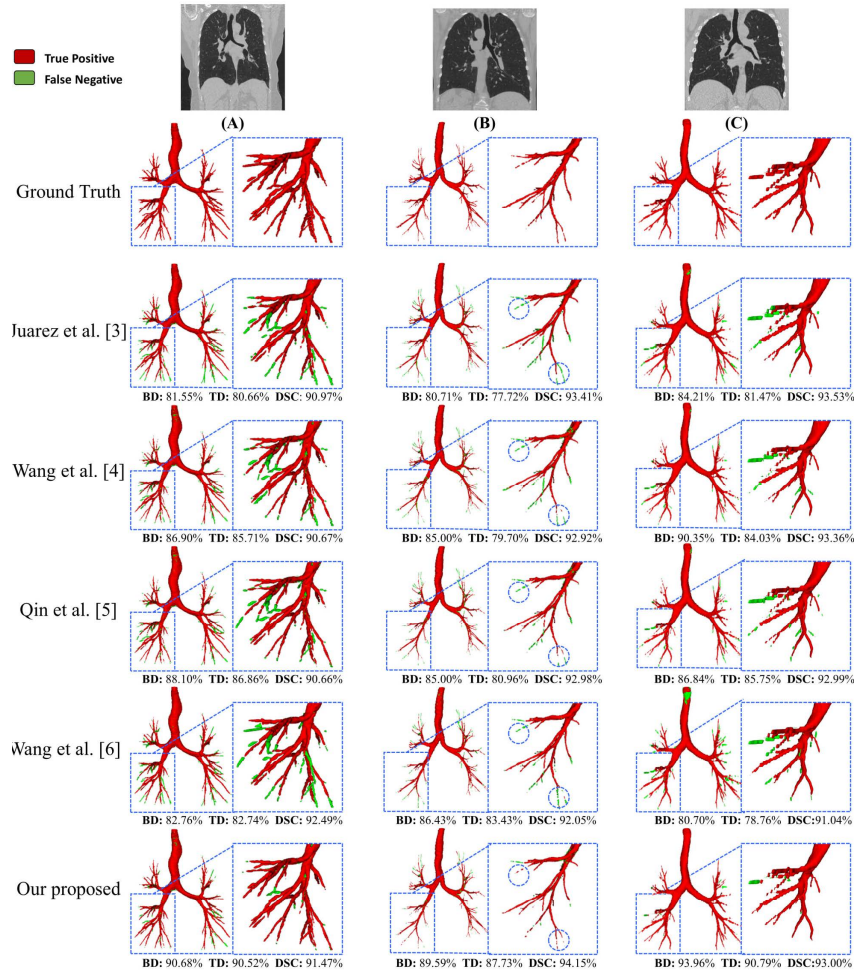 True Positive
False Negative
(A) (B) (C)
Ground Truth
Juarez et al. [3]
BD: 81.55% TD: 80.66% DSC: 90.97% BD: 80.71% TD: 77.72% DSC: 93.41% BD: 84.21% TD: 81.47% DSC: 93.53%
Wang et al. [4]
BD: 86.90% TD: 85.71% DSC: 90.67% BD: 85.00% TD: 79.70% DSC: 92.92% BD: 90.35% TD: 84.03% DSC: 93.36%
Qin et al. [5]
BD: 88.10% TD: 86.86% DSC: 90.66% BD: 85.00% TD: 80.96% DSC: 92.98% BD: 86.84% TD: 85.75% DSC: 92.99%
Wang et al. [6]
BD: 82.76% TD: 82.74% DSC: 92.49% BD: 86.43% TD: 83.43% DSC: 92.05% BD: 80.70% TD: 78.76% DSC:91.04%
Our proposed
BD: 90.68% TD: 90.52% DSC: 91.47% BD: 89.59% TD: 87.73% DSC: 94.15% BD: 93.96% TD: 90.79% DSC:93.00%